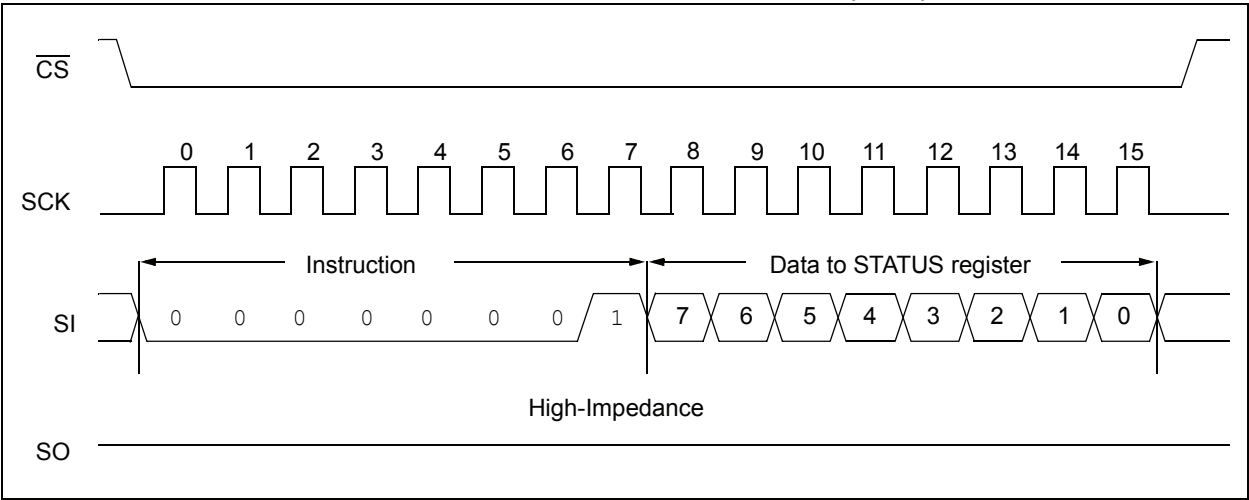 CS
0 1 2 3 4 5 6 7 8 9 10 11 12 13 14 15
SCK
Instruction Data to STATUS register
SI 0 0 0 0 0 0 0 1 7 6 5 4 3 2 1 0
High-Impedance
SO